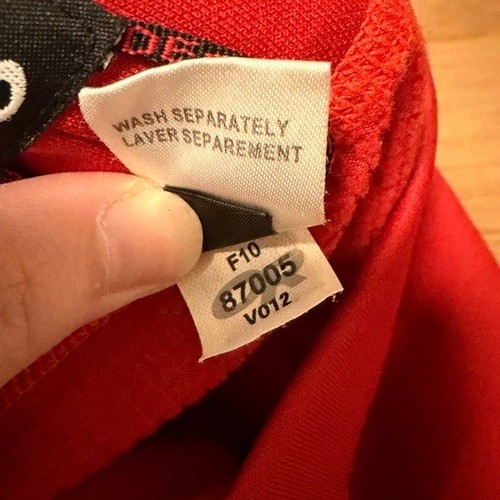 WASH SEPARATELY
LAVER SEPAREMENT
F10
87005
V012